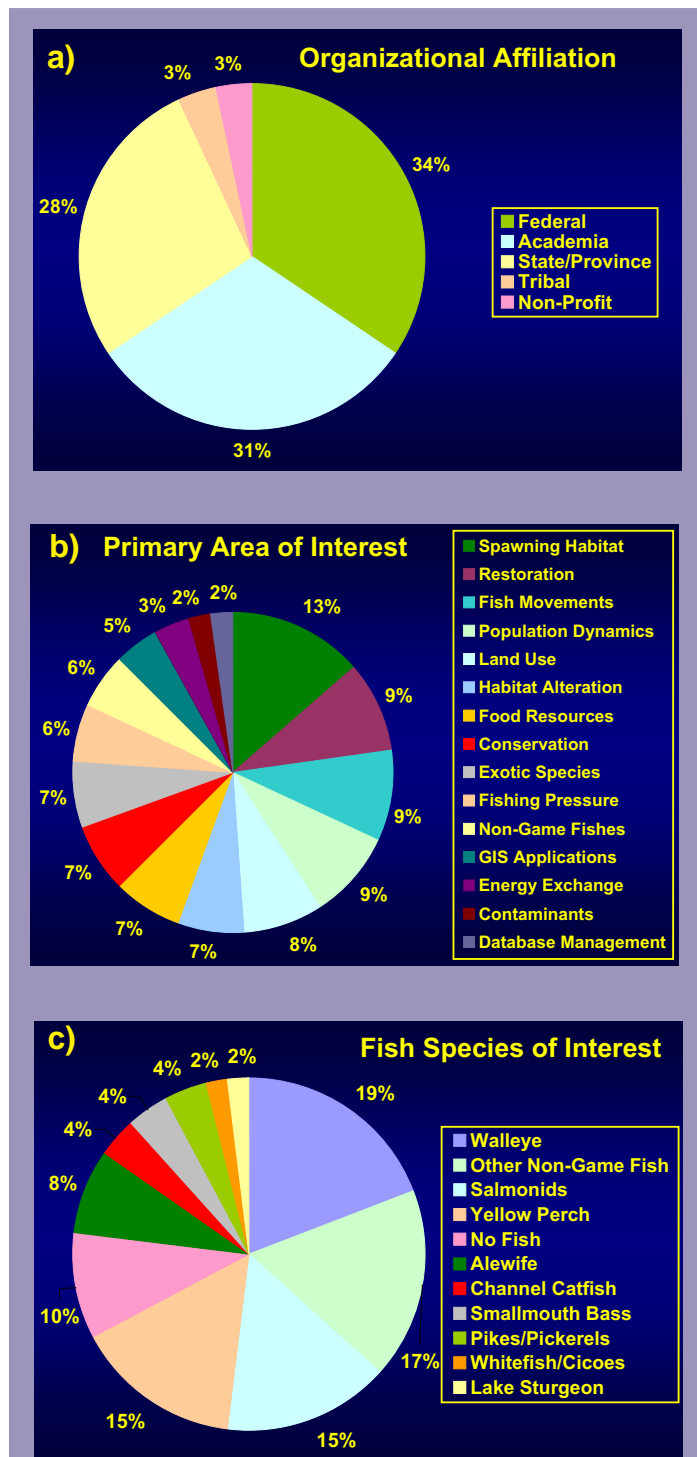 a)
Organizational Affiliation
3%
3%
34%
28%
31%
Federal
Academia
State/Province
Tribal
Non-Profit
b)
Primary Area of Interest
2%
2%
3%
5%
13%
6%
9%
6%
7%
9%
7%
9%
7%
7%
8%
Spawning Habitat
Restoration
Fish Movements
Population Dynamics
Land Use
Habitat Alteration
Food Resources
Conservation
Exotic Species
Fishing Pressure
Non-Game Fishes
GIS Applications
Energy Exchange
Contaminants
Database Management
c)
Fish Species of Interest
2%
2%
4%
4%
19%
4%
8%
10%
17%
15%
15%
Walleye
Other Non-Game Fish
Salmonids
Yellow Perch
No Fish
Alewife
Channel Catfish
Smallmouth Bass
Pikes/Pickerels
Whitefish/Cicoes
Lake Sturgeon